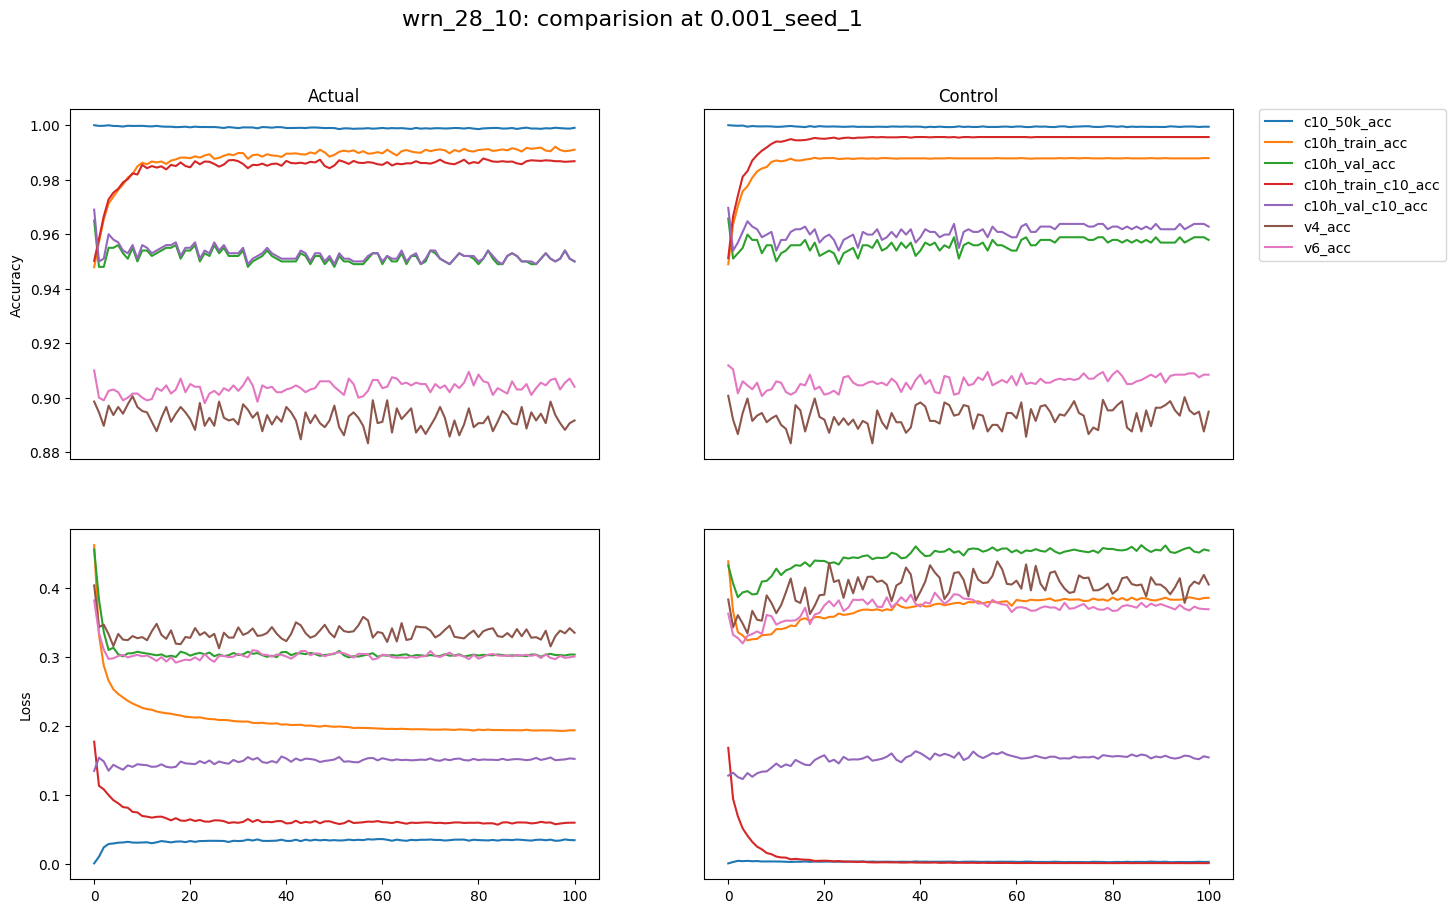 wrn_28_10: comparision at 0.001_seed_1
Actual
Control
Accuracy
1.00
0.98
0.96
0.94
0.92
0.90
0.88
c10_50k_acc
c10h_train_acc
c10h_val_acc
c10h_train_c10_acc
c10h_val_c10_acc
v4_acc
v6_acc
Loss
0.4
0.3
0.2
0.1
0.0
0 20 40 60 80 100
0 20 40 60 80 100